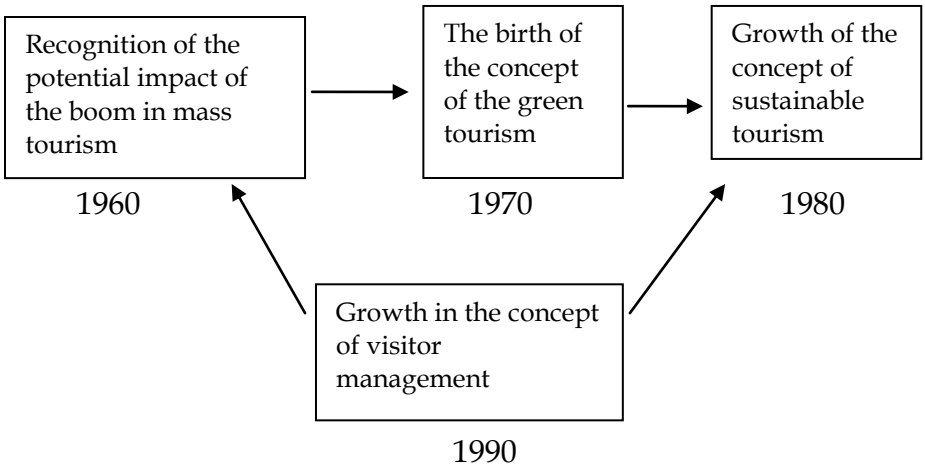 Recognition of the
potential impact of
the boom in mass
tourism
1960
The birth of
the concept
of the green
tourism
1970
Growth of the
concept of
sustainable
tourism
1980
Growth in the concept
of visitor
management
1990